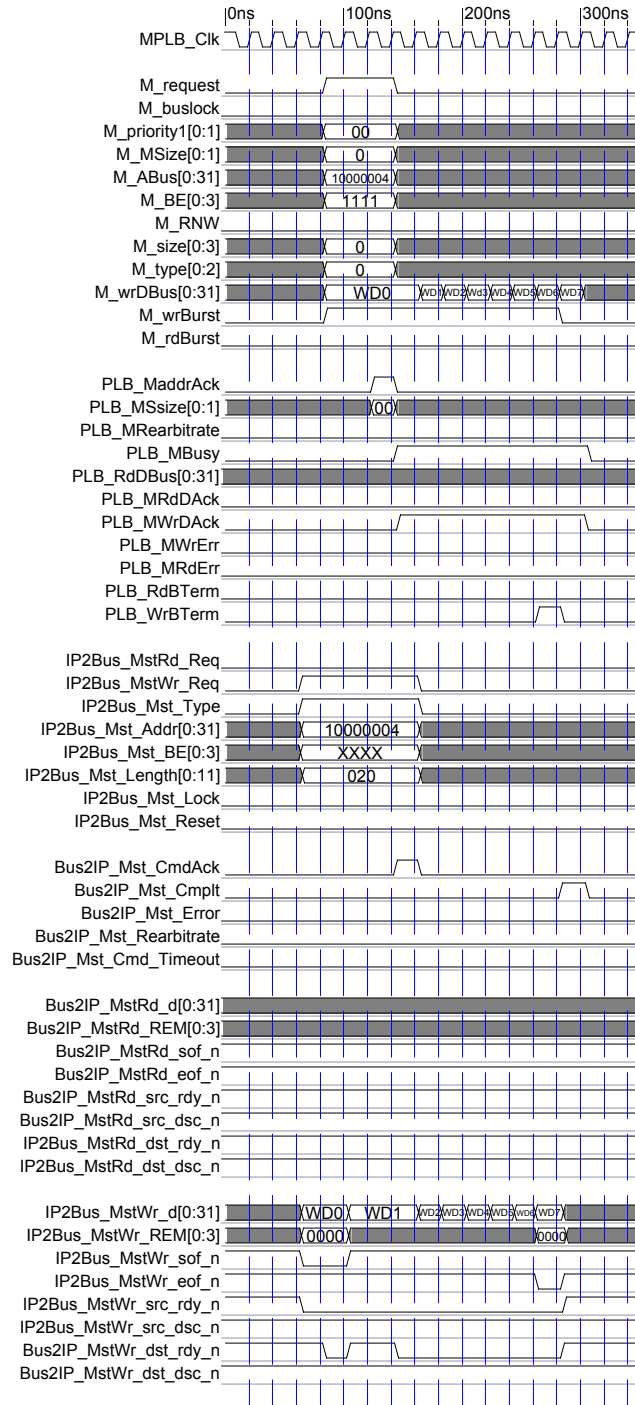 0ns 100ns 200ns 300ns
MPLB_Clk
M_request
M_buslock
M_priority1[0:1] 00
M_MSize[0:1] 0
M_ABus[0:31] 10000004
M_BE[0:3] 1111
M_RNW
M_size[0:3] 0
M_type[0:2] 0
M_wrDBus[0:31] WD0 WD1 WD2 Wd3 WD4 WD5 WD6 WD7
M_wrBurst
M_rdBurst
PLB_MaddrAck
PLB_MSsize[0:1] 00
PLB_MRearbitrate
PLB_MBusy
PLB_RdDBus[0:31]
PLB_MRdDAck
PLB_MWrDAck
PLB_MWrErr
PLB_MRdErr
PLB_RdBTerm
PLB_WrBTerm
IP2Bus_MstRd_Req
IP2Bus_MstWr_Req
IP2Bus_Mst_Type
IP2Bus_Mst_Addr[0:31] 10000004
IP2Bus_Mst_BE[0:3] XXXX
IP2Bus_Mst_Length[0:11] 020
IP2Bus_Mst_Lock
IP2Bus_Mst_Reset
Bus2IP_Mst_CmdAck
Bus2IP_Mst_Cmplt
Bus2IP_Mst_Error
Bus2IP_Mst_Rearbitrate
Bus2IP_Mst_Cmd_Timeout
Bus2IP_MstRd_d[0:31]
Bus2IP_MstRd_REM[0:3]
Bus2IP_MstRd_sof_n
Bus2IP_MstRd_eof_n
Bus2IP_MstRd_src_rdy_n
Bus2IP_MstRd_src_dsc_n
IP2Bus_MstRd_dst_rdy_n
IP2Bus_MstRd_dst_dsc_n
IP2Bus_MstWr_d[0:31] WD0 WD1 WD2 WD3 WD4 WD5 WD6 WD7
IP2Bus_MstWr_REM[0:3] 0000 0000
IP2Bus_MstWr_sof_n
IP2Bus_MstWr_eof_n
IP2Bus_MstWr_src_rdy_n
IP2Bus_MstWr_src_dsc_n
Bus2IP_MstWr_dst_rdy_n
Bus2IP_MstWr_dst_dsc_n